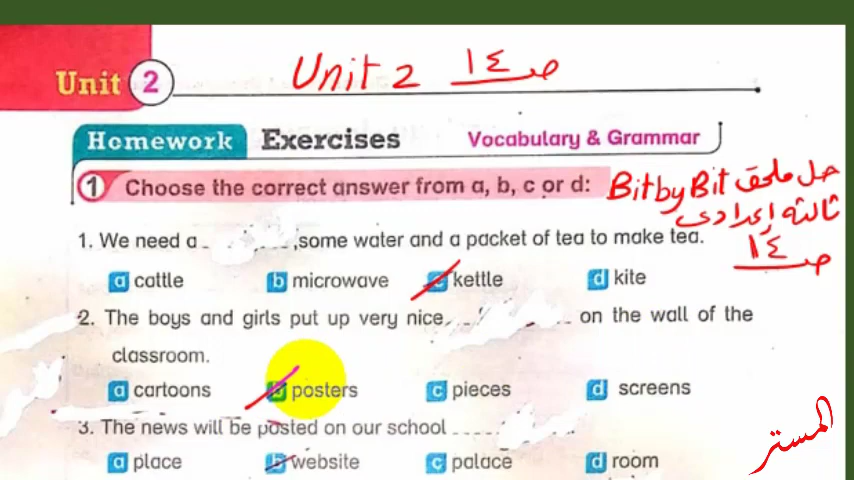 Unit 2
Unit 2 ص ١٤
Homework Exercises Vocabulary & Grammar
1 Choose the correct answer from a, b, c or d:
حل ملحق Bit by Bit
ثالثه إعدادى
ص ١٤
1. We need a ,some water and a packet of tea to make tea.
a cattle b microwave c kettle d kite
2. The boys and girls put up very nice on the wall of the
classroom.
a cartoons b posters c pieces d screens
3. The news will be posted on our school
a place b website c palace d room
المستر